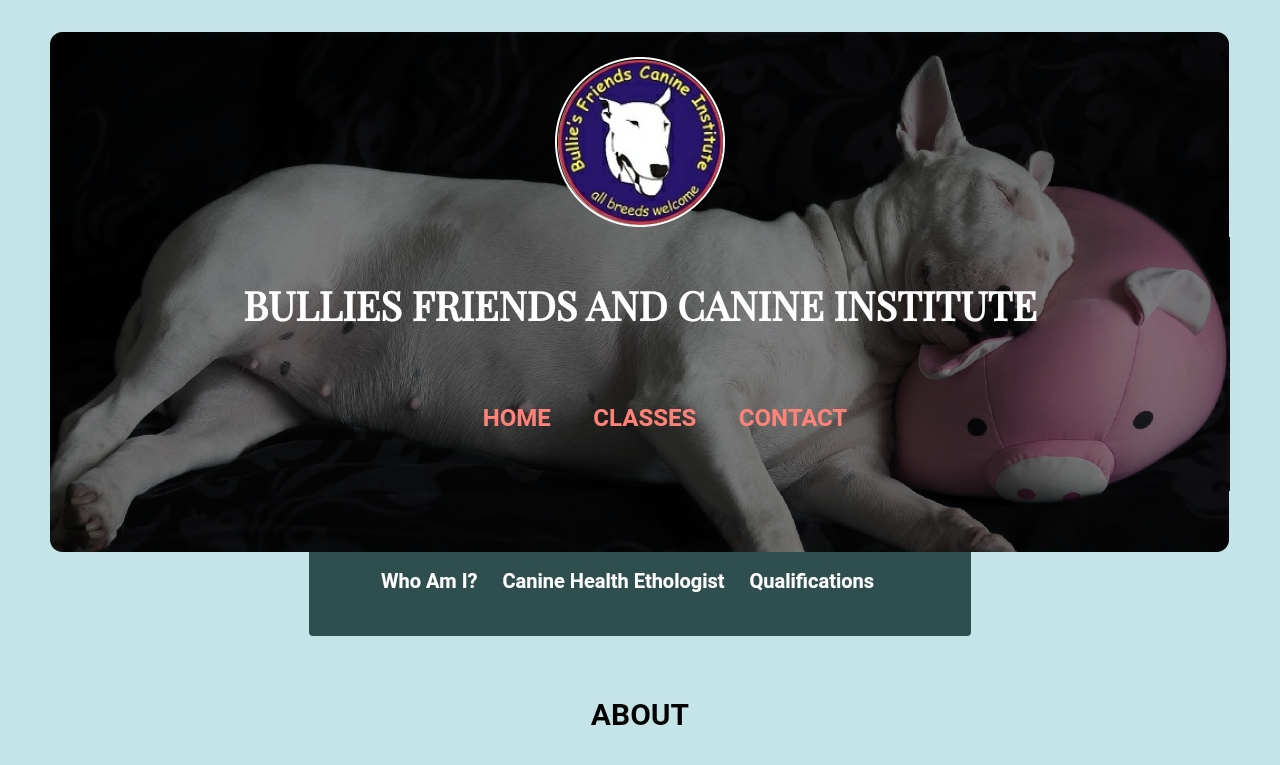 Bullie's Friends Canine Institute
all breeds welcome
BULLIES FRIENDS AND CANINE INSTITUTE
HOME CLASSES CONTACT
Who Am I? Canine Health Ethologist Qualifications
ABOUT